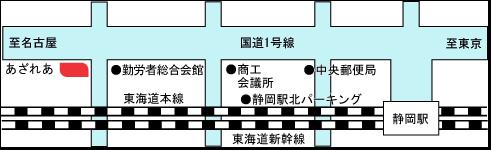 至名古屋
国道1号線
至東京
あざれあ
●勤労者総合会館
●商工
会議所
●中央郵便局
東海道本線
●静岡駅北パーキング
静岡駅
東海道新幹線